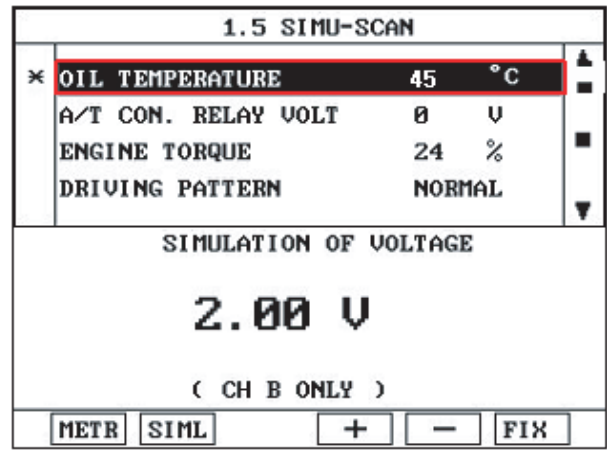 1.5 SIMU-SCAN
* OIL TEMPERATURE 45 °C
A/T CON. RELAY VOLT 0 V
ENGINE TORQUE 24 %
DRIVING PATTERN NORMAL
SIMULATION OF VOLTAGE
2.00 V
( CH B ONLY )
METR SIML + - FIX